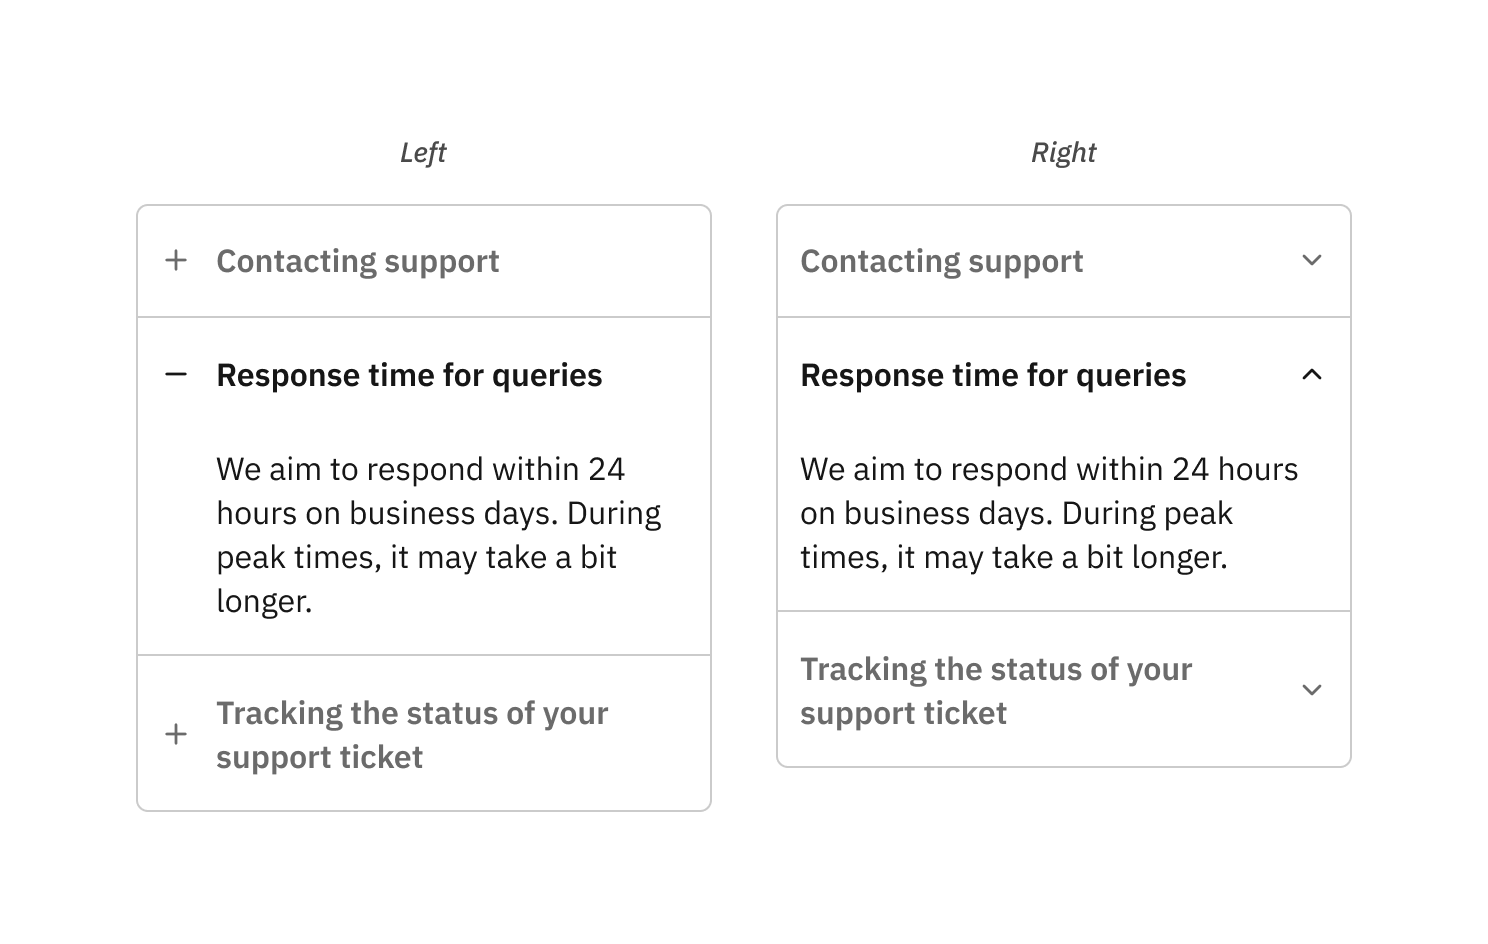 Left
Contacting support
Response time for queries
We aim to respond within 24
hours on business days. During
peak times, it may take a bit
longer.
Tracking the status of your
support ticket
Right
Contacting support
Response time for queries
We aim to respond within 24 hours
on business days. During peak
times, it may take a bit longer.
Tracking the status of your
support ticket